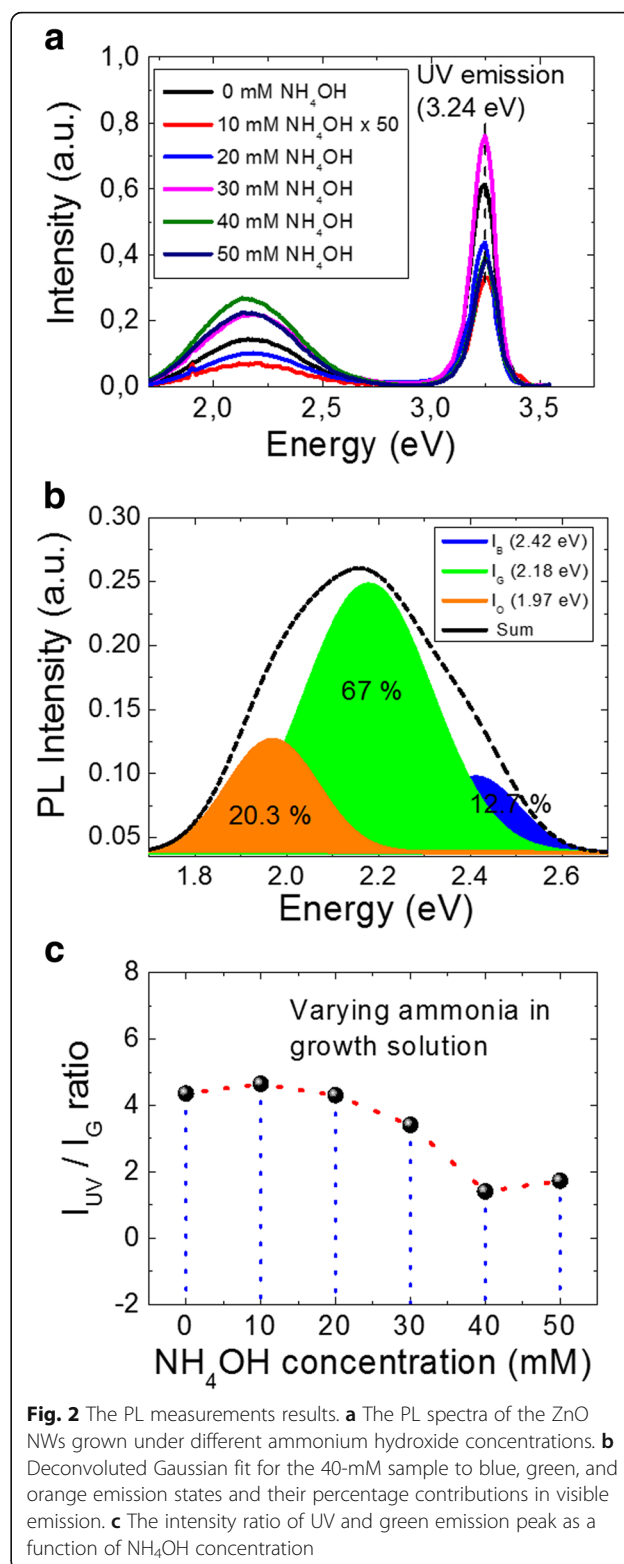 a
1,0
0,8
0,6
0,4
0,2
0,0
Intensity (a.u.)
0 mM NH₄OH
10 mM NH₄OH x 50
20 mM NH₄OH
30 mM NH₄OH
40 mM NH₄OH
50 mM NH₄OH
UV emission
(3.24 eV)
2,0 2,5 3,0 3,5
Energy (eV)
b
0.30
0.25
0.20
0.15
0.10
0.05
PL Intensity (a.u.)
I_B (2.42 eV)
I_G (2.18 eV)
I_O (1.97 eV)
Sum
67 %
20.3 %
12.7 %
1.8 2.0 2.2 2.4 2.6
Energy (eV)
c
8
6
4
2
0
-2
I_UV / I_G ratio
Varying ammonia in
growth solution
0 10 20 30 40 50
NH₄OH concentration (mM)
Fig. 2 The PL measurements results. a The PL spectra of the ZnO
NWs grown under different ammonium hydroxide concentrations. b
Deconvoluted Gaussian fit for the 40-mM sample to blue, green, and
orange emission states and their percentage contributions in visible
emission. c The intensity ratio of UV and green emission peak as a
function of NH₄OH concentration